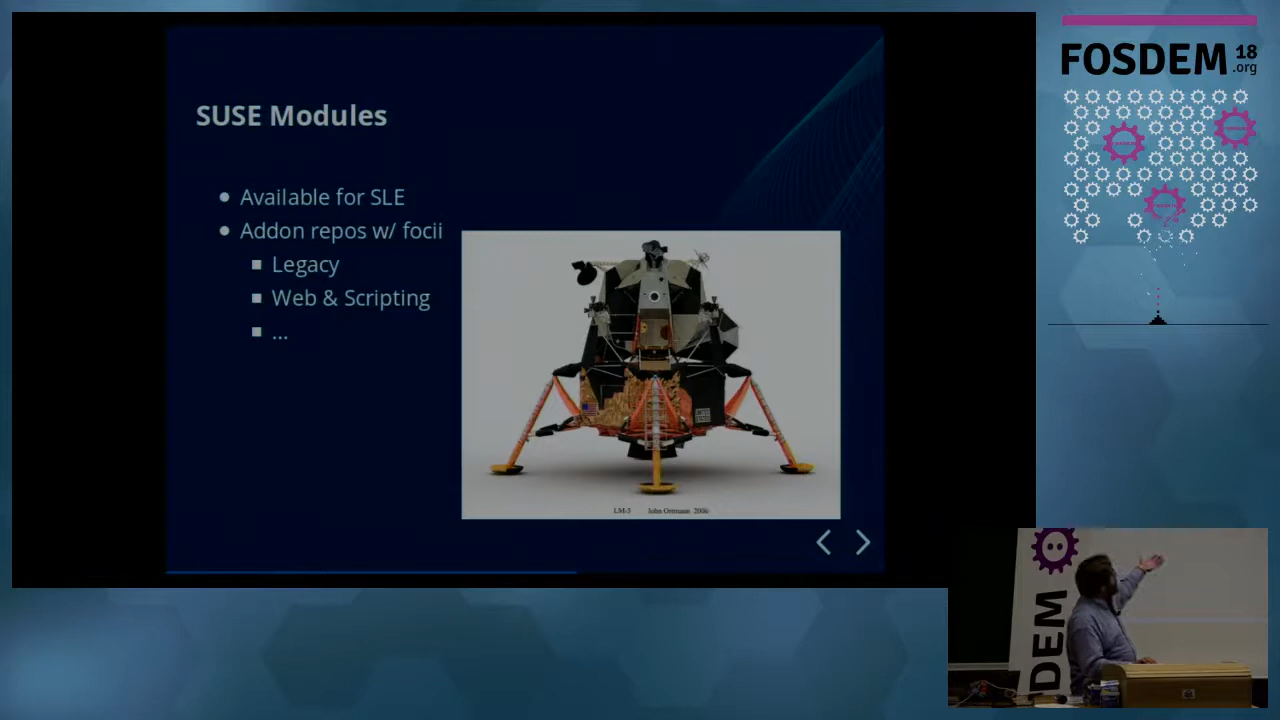 SUSE Modules
Available for SLE
Addon repos w/ focii
Legacy
Web & Scripting
...
LM-5 John Ortmann 2006
FOSDEM 18
.org
DEM